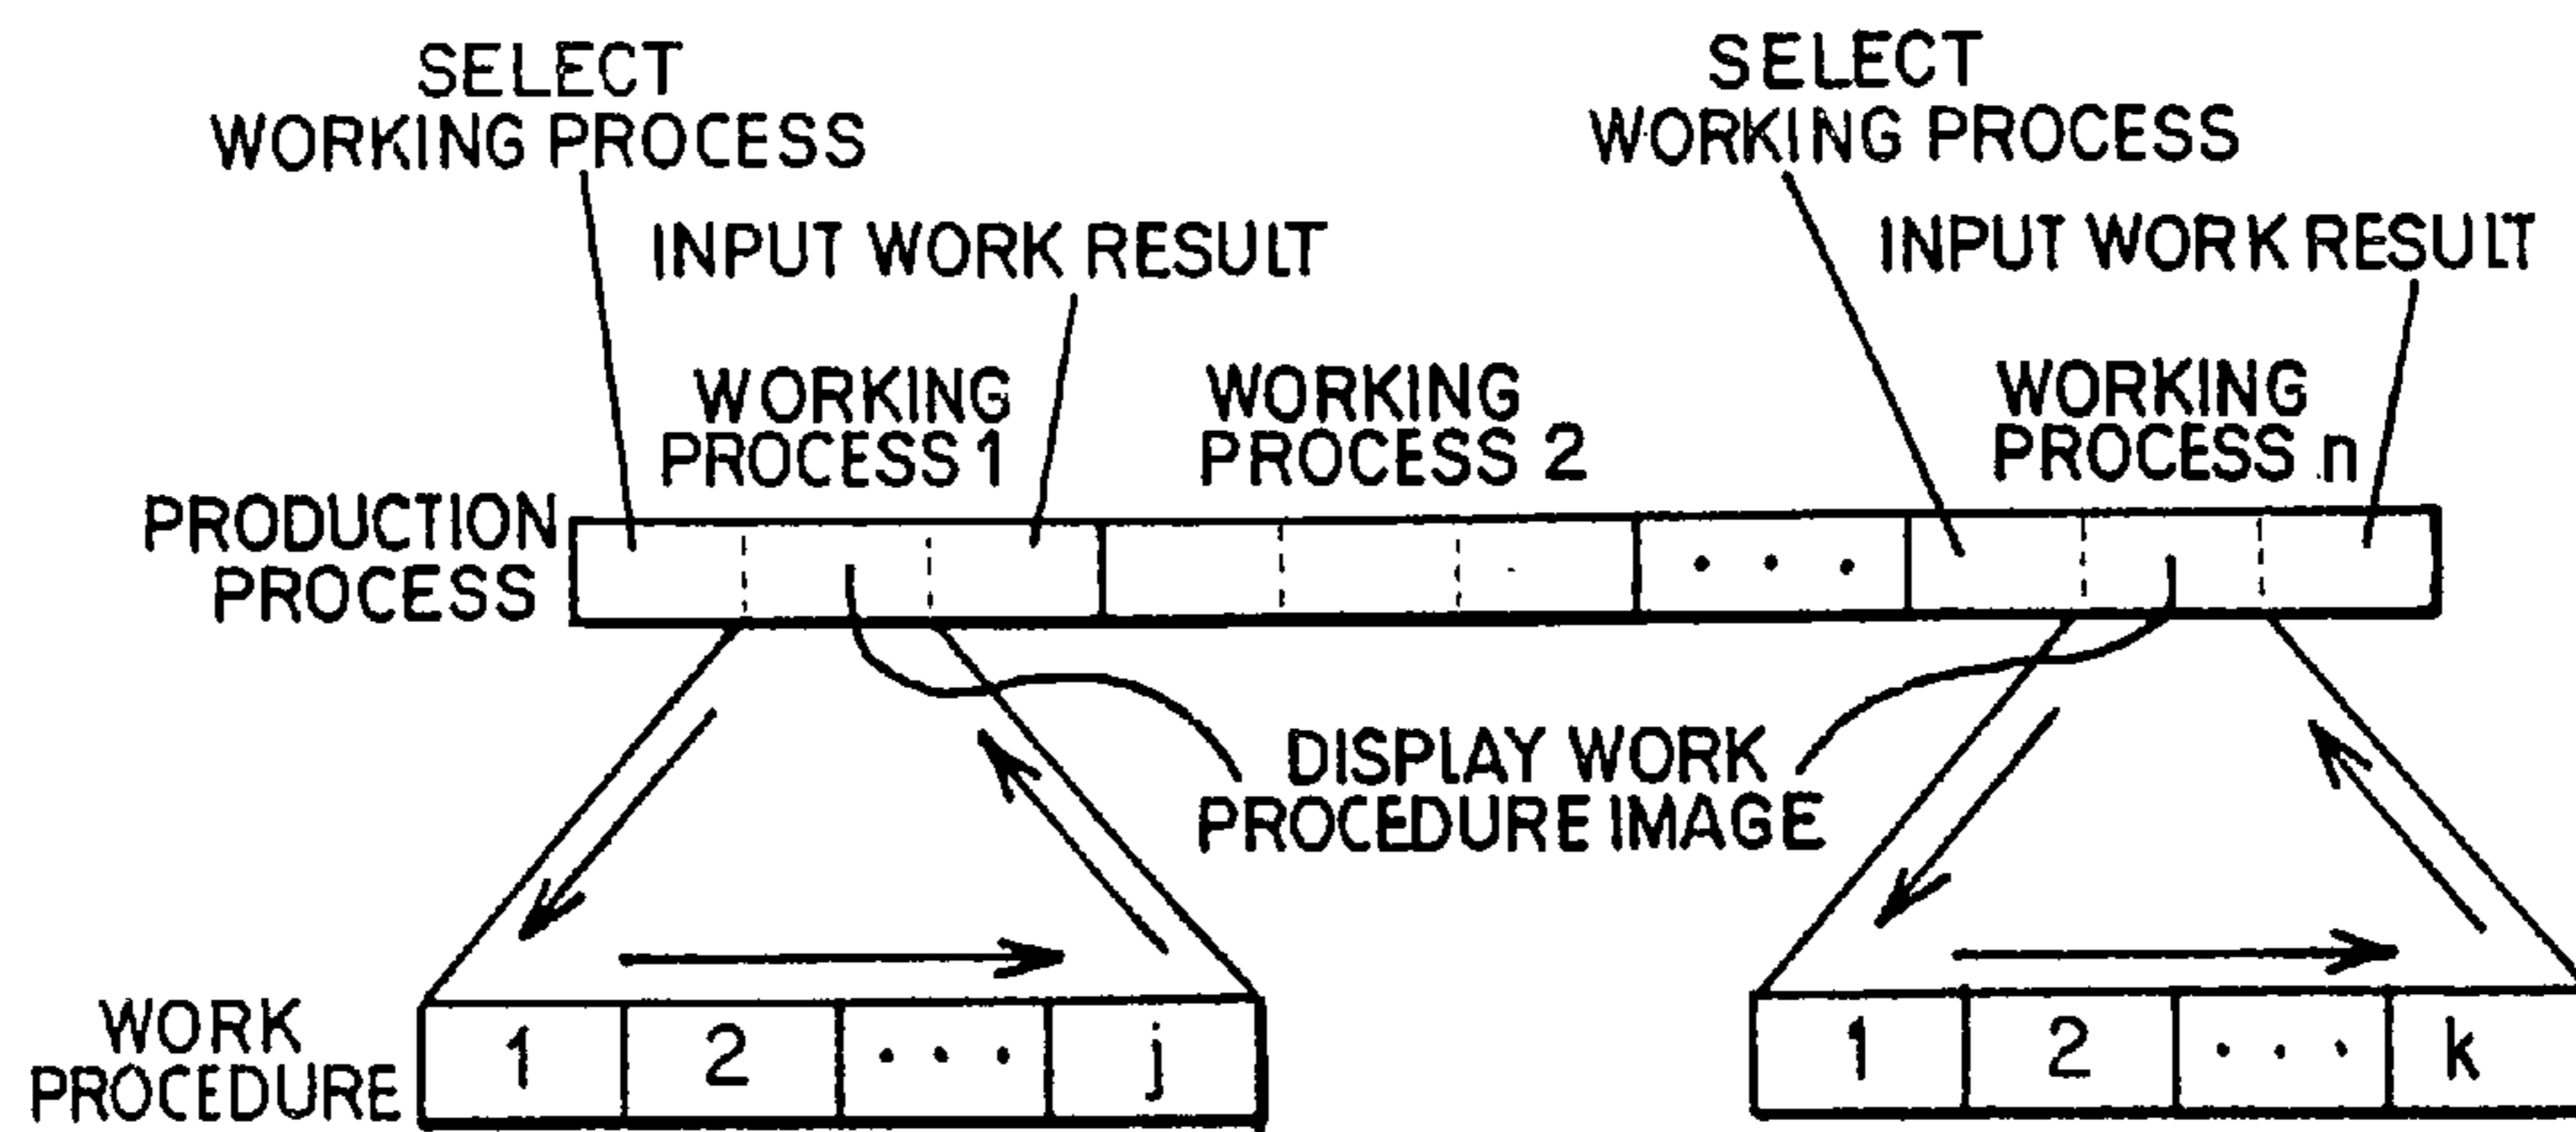 SELECT
WORKING PROCESS
INPUT WORK RESULT
SELECT
WORKING PROCESS
INPUT WORK RESULT
WORKING
PROCESS 1
WORKING
PROCESS 2
WORKING
PROCESS n
PRODUCTION
PROCESS
• • •
DISPLAY WORK
PROCEDURE IMAGE
WORK
PROCEDURE
1 2 • • • j
1 2 • • • k